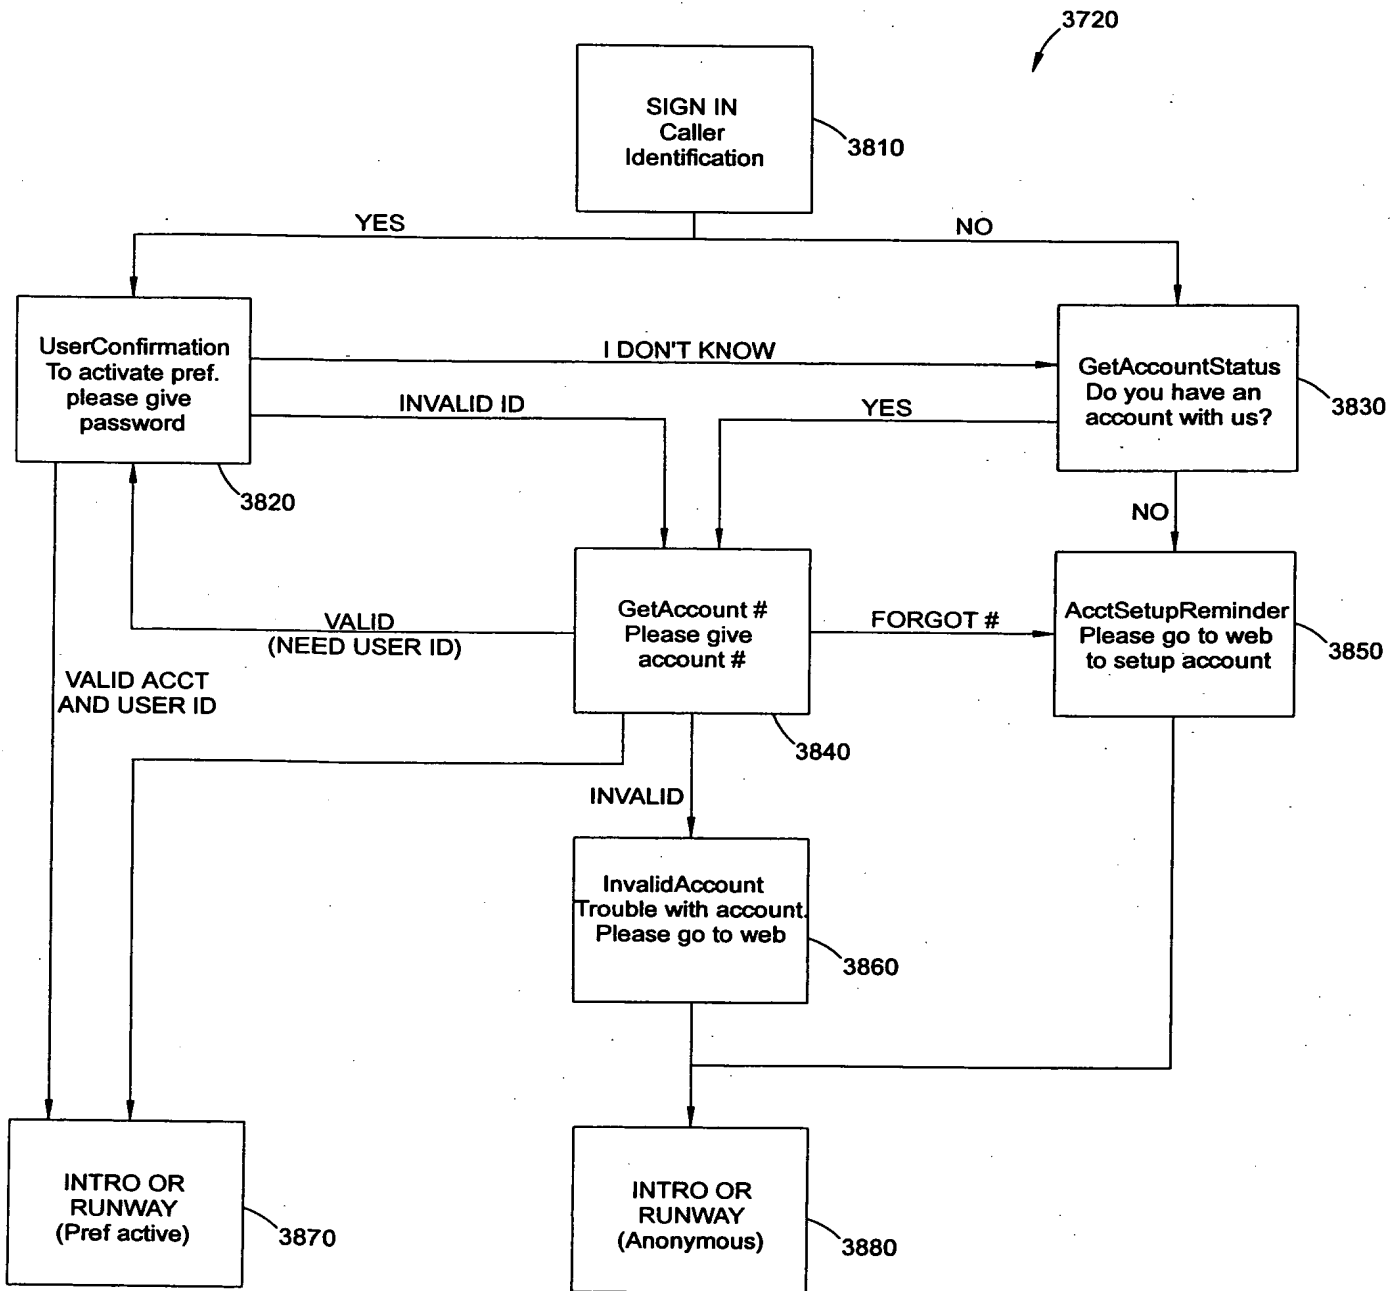 3720
SIGN IN
Caller
Identification
3810
YES
NO
UserConfirmation
To activate pref.
please give
password
3820
I DON'T KNOW
INVALID ID
YES
GetAccountStatus
Do you have an
account with us?
3830
NO
VALID
(NEED USER ID)
GetAccount #
Please give
account #
3840
FORGOT #
AcctSetupReminder
Please go to web
to setup account
3850
VALID ACCT
AND USER ID
INVALID
InvalidAccount
Trouble with account.
Please go to web
3860
INTRO OR
RUNWAY
(Pref active)
3870
INTRO OR
RUNWAY
(Anonymous)
3880